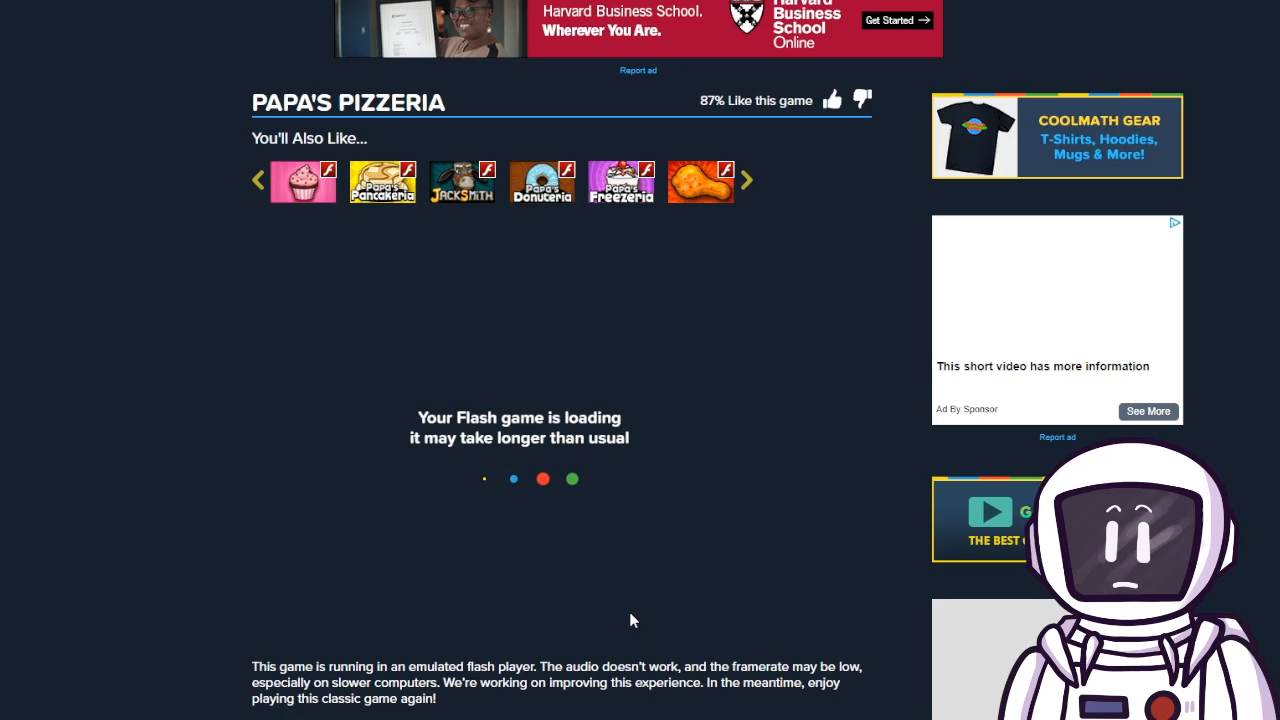 Harvard Business School.
Wherever You Are.
Harvard
Business
School
Online
Get Started →
Report ad
PAPA'S PIZZERIA
87% Like this game
You'll Also Like...
Papa's
Pancakeria
JACKSMITH
Papa's
Donuteria
Papa's
Freezeria
COOLMATH GEAR
T-Shirts, Hoodies,
Mugs & More!
This short video has more information
Ad By Sponsor
See More
Report ad
Your Flash game is loading
it may take longer than usual
THE BEST
This game is running in an emulated flash player. The audio doesn't work, and the framerate may be low,
especially on slower computers. We're working on improving this experience. In the meantime, enjoy
playing this classic game again!